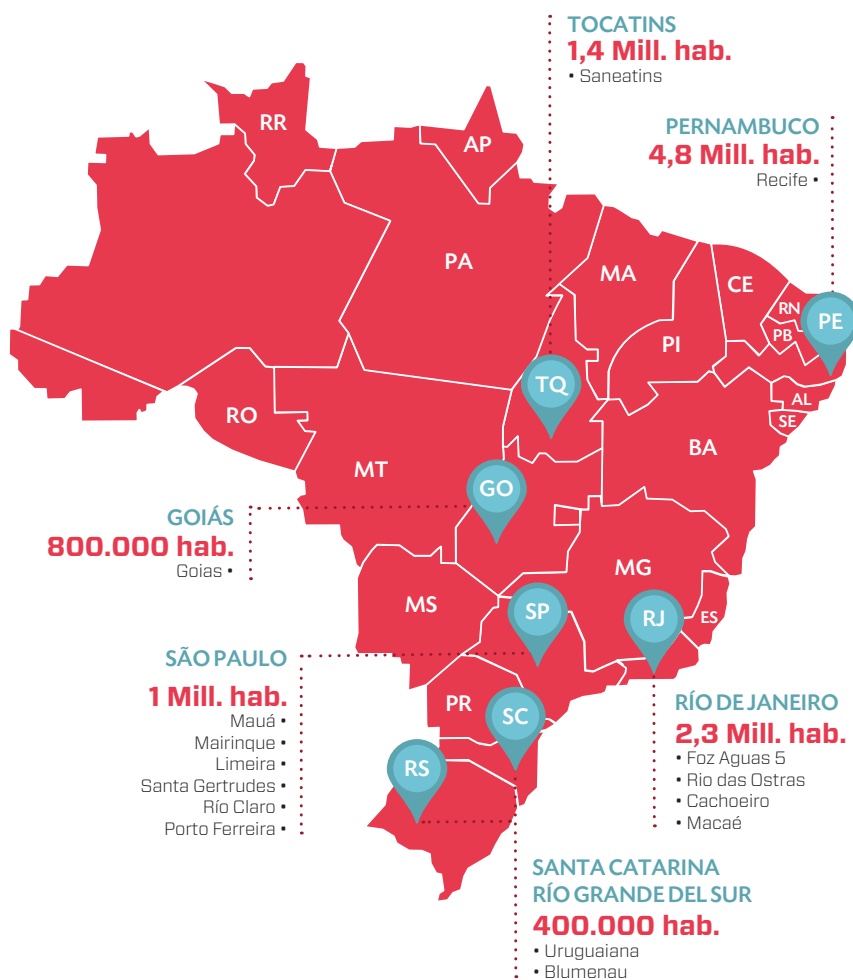 TOCATINS
1,4 Mill. hab.
• Saneatins
PERNAMBUCO
4,8 Mill. hab.
Recife •
RR
AP
PA
MA
CE
RN
PB
PE
PI
TQ
AL
SE
RO
MT
BA
GO
GOIÁS
800.000 hab.
Goias •
MG
MS
SP
RJ
ES
SÃO PAULO
1 Mill. hab.
Mauá •
Mairinque •
Limeira •
Santa Gertrudes •
Río Claro •
Porto Ferreira •
PR
SC
RS
RÍO DE JANEIRO
2,3 Mill. hab.
• Foz Aguas 5
• Rio das Ostras
• Cachoeiro
• Macaé
SANTA CATARINA
RÍO GRANDE DEL SUR
400.000 hab.
• Uruguaiana
• Blumenau